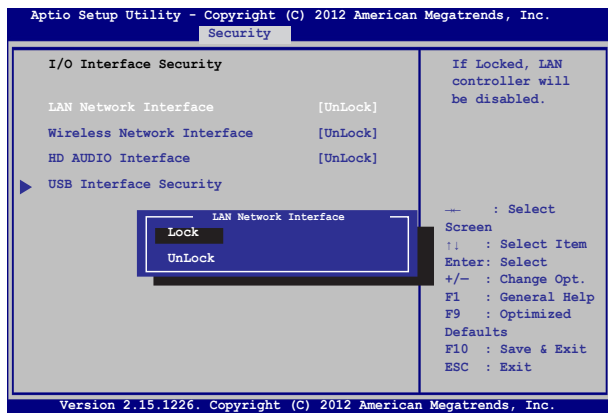 Aptio Setup Utility - Copyright (C) 2012 American Megatrends, Inc.
Security
I/O Interface Security
LAN Network Interface [UnLock]
Wireless Network Interface [UnLock]
HD AUDIO Interface [UnLock]
USB Interface Security
LAN Network Interface
Lock
UnLock
If Locked, LAN
controller will
be disabled.
→← : Select
Screen
↑↓ : Select Item
Enter: Select
+/— : Change Opt.
F1 : General Help
F9 : Optimized
Defaults
F10 : Save & Exit
ESC : Exit
Version 2.15.1226. Copyright (C) 2012 American Megatrends, Inc.